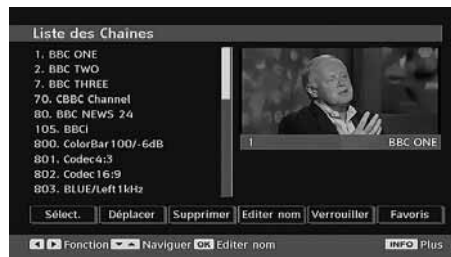 Liste des Chaînes
1. BBC ONE
2. BBC TWO
7. BBC THREE
70. CBBC Channel
80. BBC NEWS 24
105. BBCi
800. ColorBar100/-6dB
801. Codec4:3
802. Codec16:9
803. BLUE/Left1kHz
1 BBC ONE
Sélect. Déplacer Supprimer Editer nom Verrouiller Favoris
Fonction Naviguer OK Editer nom INFO Plus